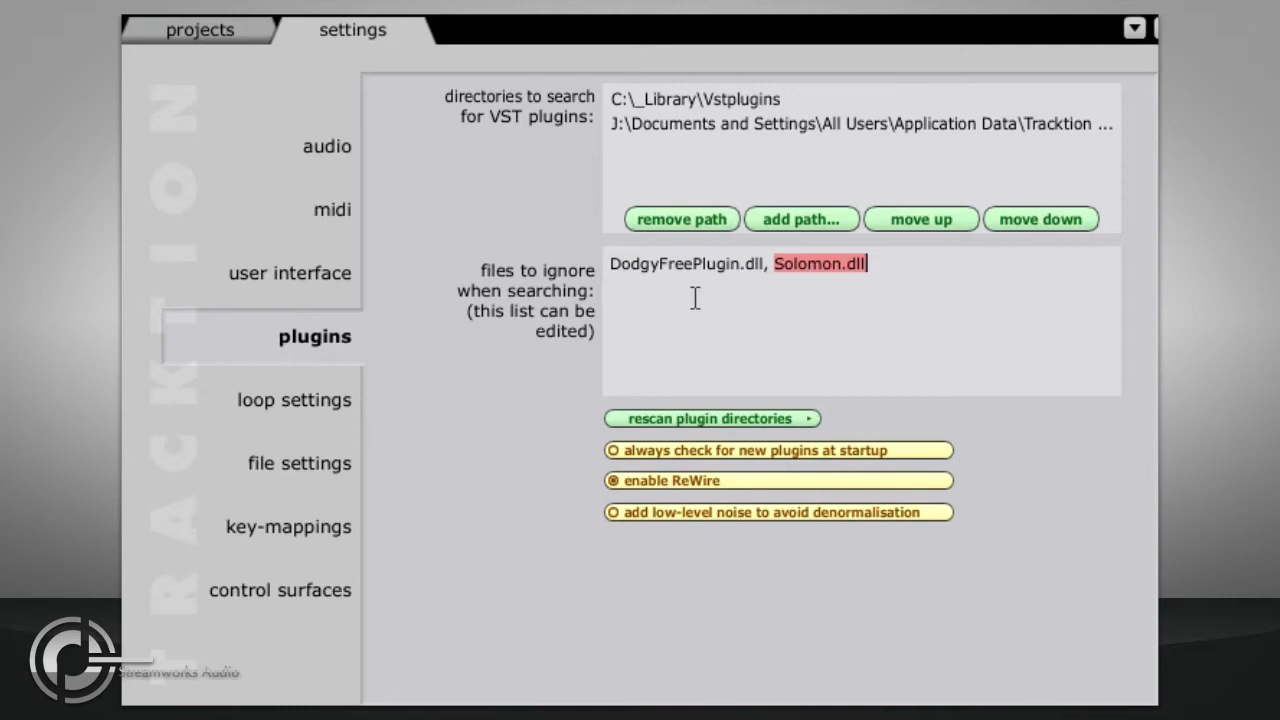 projects
settings
TRACKTION
audio
midi
user interface
plugins
loop settings
file settings
key-mappings
control surfaces
directories to search
for VST plugins:
C:\_Library\Vstplugins
J:\Documents and Settings\All Users\Application Data\Tracktion ...
remove path
add path...
move up
move down
files to ignore
when searching:
(this list can be
edited)
DodgyFreePlugin.dll, Solomon.dll
rescan plugin directories
always check for new plugins at startup
enable ReWire
add low-level noise to avoid denormalisation
Streamworks Audio